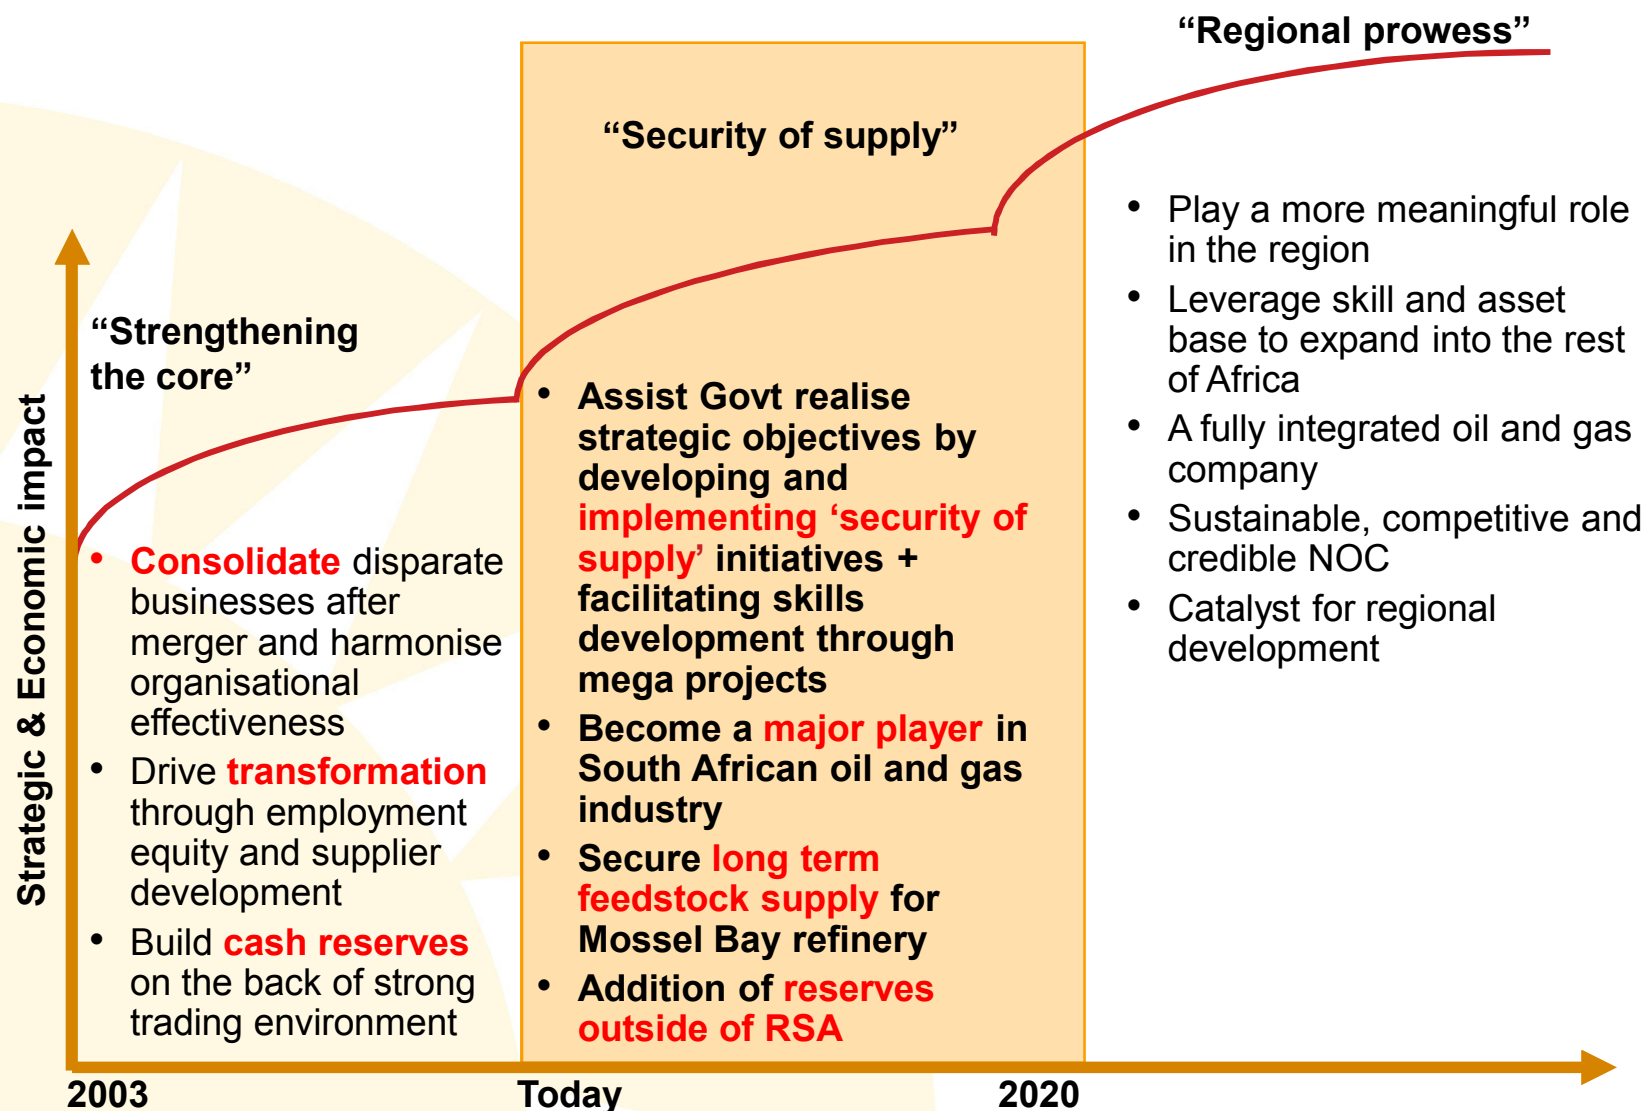 “Regional prowess”
“Security of supply”
“Strengthening
the core”
Strategic & Economic impact
• Consolidate disparate
businesses after
merger and harmonise
organisational
effectiveness
• Drive transformation
through employment
equity and supplier
development
• Build cash reserves
on the back of strong
trading environment
• Assist Govt realise
strategic objectives by
developing and
implementing ‘security of
supply’ initiatives +
facilitating skills
development through
mega projects
• Become a major player in
South African oil and gas
industry
• Secure long term
feedstock supply for
Mossel Bay refinery
• Addition of reserves
outside of RSA
• Play a more meaningful role
in the region
• Leverage skill and asset
base to expand into the rest
of Africa
• A fully integrated oil and gas
company
• Sustainable, competitive and
credible NOC
• Catalyst for regional
development
2003
Today
2020